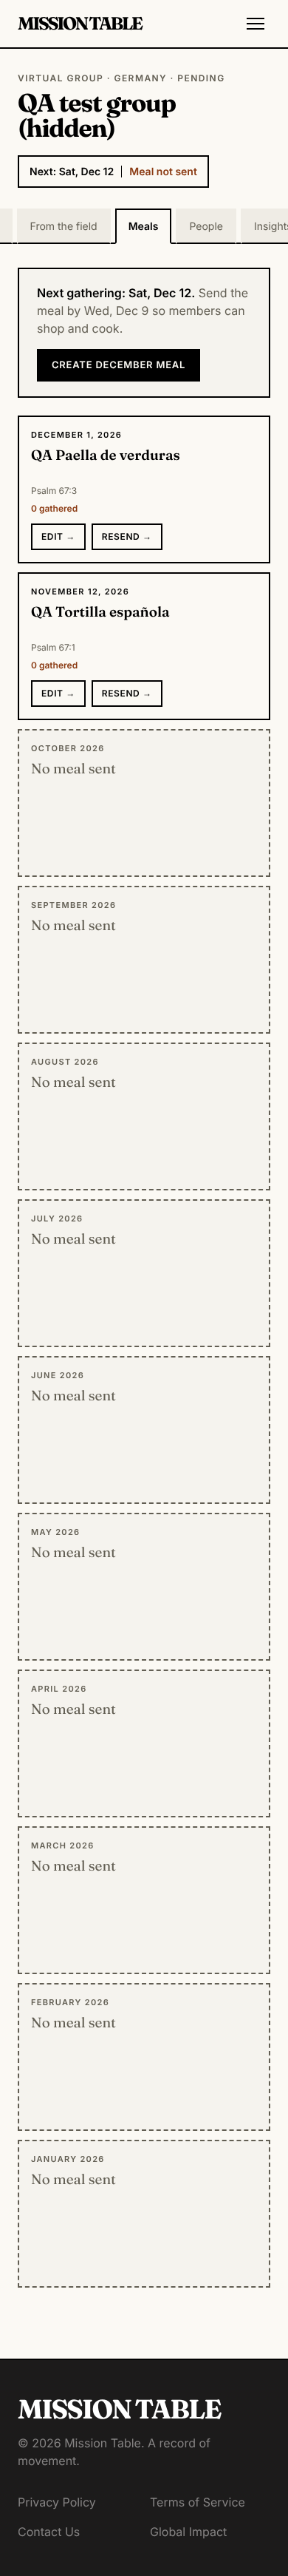 MISSION TABLE
VIRTUAL GROUP · GERMANY · PENDING
QA test group
(hidden)
Next: Sat, Dec 12 | Meal not sent
From the field
Meals
People
Insights
Next gathering: Sat, Dec 12. Send the
meal by Wed, Dec 9 so members can
shop and cook.
CREATE DECEMBER MEAL
DECEMBER 1, 2026
QA Paella de verduras
Psalm 67:3
0 gathered
EDIT →
RESEND →
NOVEMBER 12, 2026
QA Tortilla española
Psalm 67:1
0 gathered
EDIT →
RESEND →
OCTOBER 2026
No meal sent
SEPTEMBER 2026
No meal sent
AUGUST 2026
No meal sent
JULY 2026
No meal sent
JUNE 2026
No meal sent
MAY 2026
No meal sent
APRIL 2026
No meal sent
MARCH 2026
No meal sent
FEBRUARY 2026
No meal sent
JANUARY 2026
No meal sent
MISSION TABLE
© 2026 Mission Table. A record of
movement.
Privacy Policy
Terms of Service
Contact Us
Global Impact